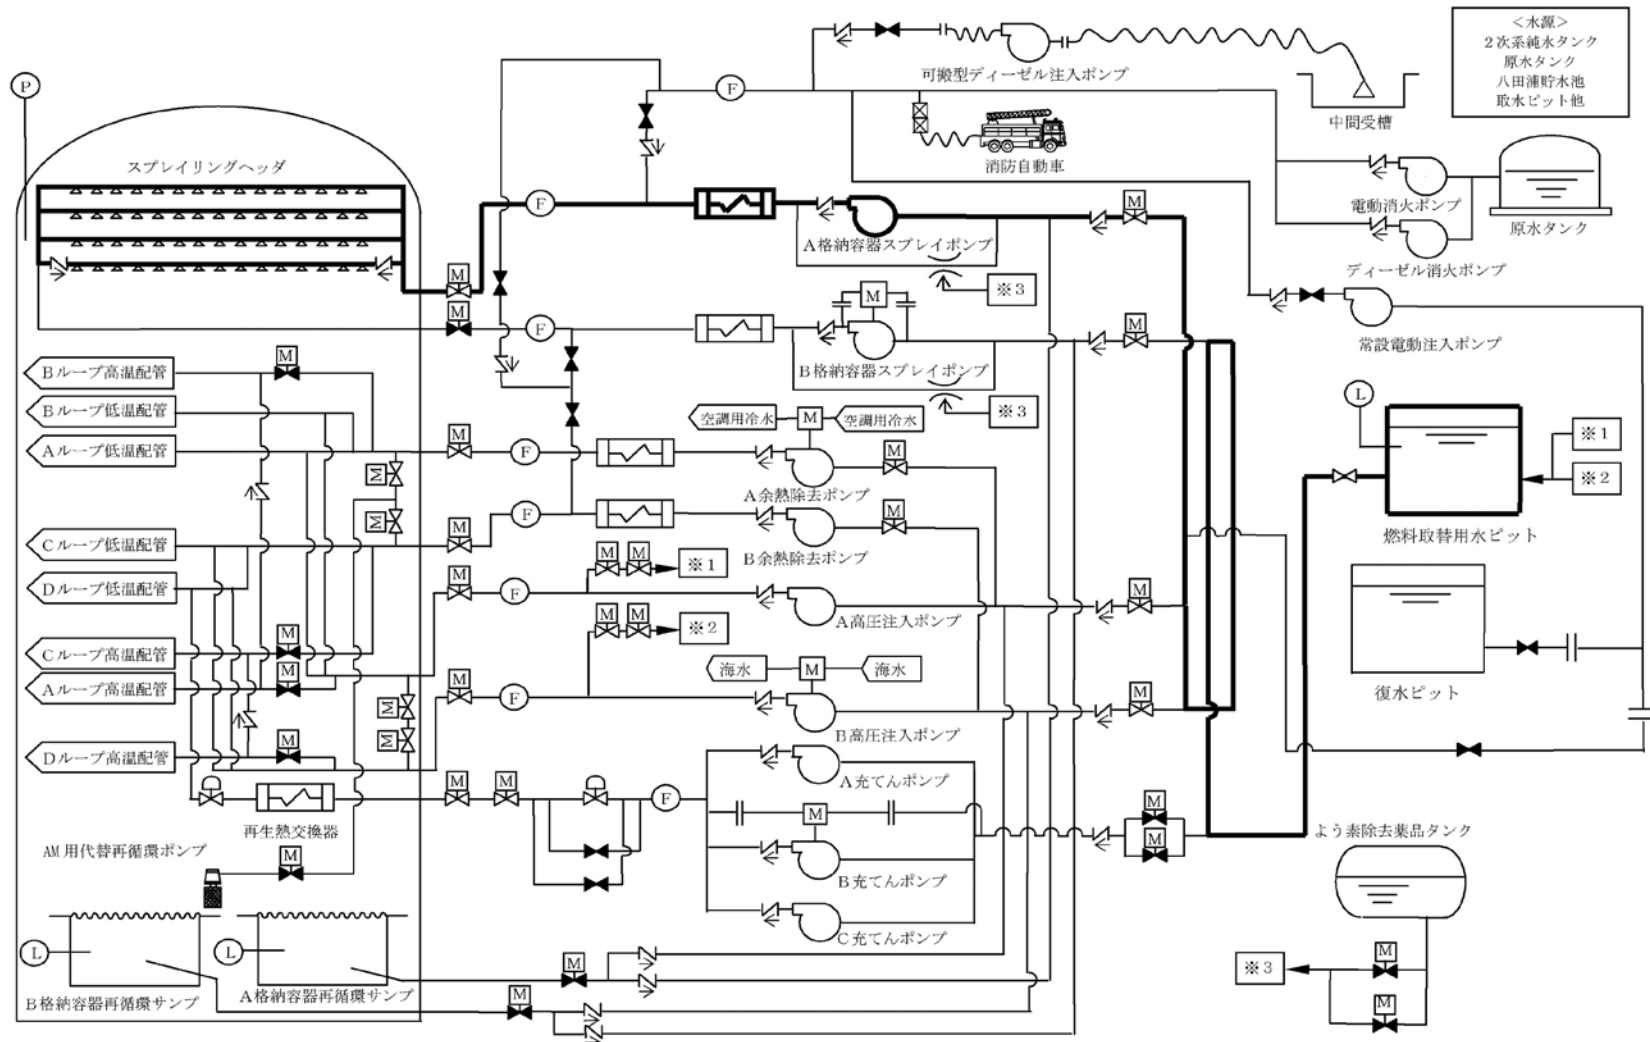 ＜水源＞
２次系純水タンク
原水タンク
八田浦貯水池
取水ピット他
P
可搬型ディーゼル注入ポンプ
中間受槽
F
消防自動車
スプレイリングヘッダ
電動消火ポンプ
原水タンク
F
M
A格納容器スプレイポンプ
ディーゼル消火ポンプ
M
※3
M
M
F
M
常設電動注入ポンプ
B格納容器スプレイポンプ
M
Bループ高温配管
L
※3
Bループ低温配管
空調用冷水
M
空調用冷水
※1
Aループ低温配管
M
F
M
M
※2
A余熱除去ポンプ
M
F
M
燃料取替用水ピット
Cループ低温配管
M
B余熱除去ポンプ
M
M
※1
Dループ低温配管
M
F
M
A高圧注入ポンプ
M
M
※2
Cループ高温配管
M
海水
M
海水
Aループ高温配管
M
M
F
M
復水ピット
M
B高圧注入ポンプ
M
Dループ高温配管
M
A充てんポンプ
M
M
F
M
M
再生熱交換器
よう素除去薬品タンク
M
AM用代替再循環ポンプ
M
B充てんポンプ
C充てんポンプ
L
L
M
M
※3
A格納容器再循環サンプ
B格納容器再循環サンプ
M
M